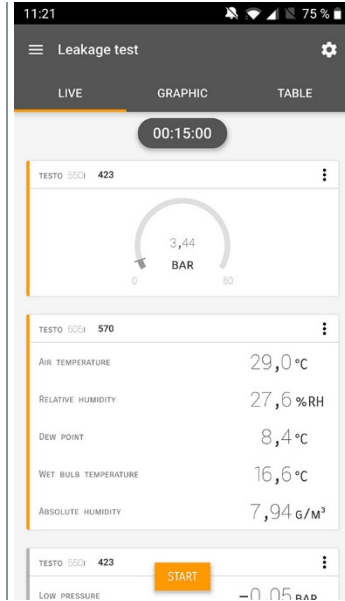 11:21 75 %
Leakage test
LIVE GRAPHIC TABLE
00:15:00
TESTO 550i 423
3,44
BAR
0 60
TESTO 605i 570
AIR TEMPERATURE 29,0 °C
RELATIVE HUMIDITY 27,6 %RH
DEW POINT 8,4 °C
WET BULB TEMPERATURE 16,6 °C
ABSOLUTE HUMIDITY 7,94 G/M³
TESTO 550i 423
START
LOW PRESSURE -0,05 BAR